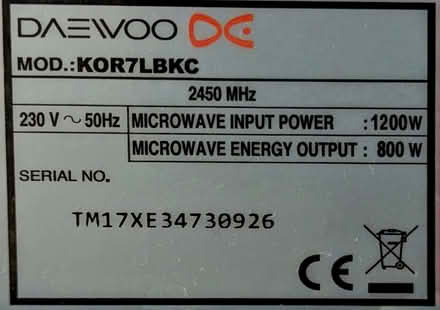 DAEWOO
MOD.:KOR7LBKC
2450 MHz
230 V ~ 50Hz MICROWAVE INPUT POWER : 1200W
MICROWAVE ENERGY OUTPUT : 800 W
SERIAL NO.
TM17XE34730926
CE